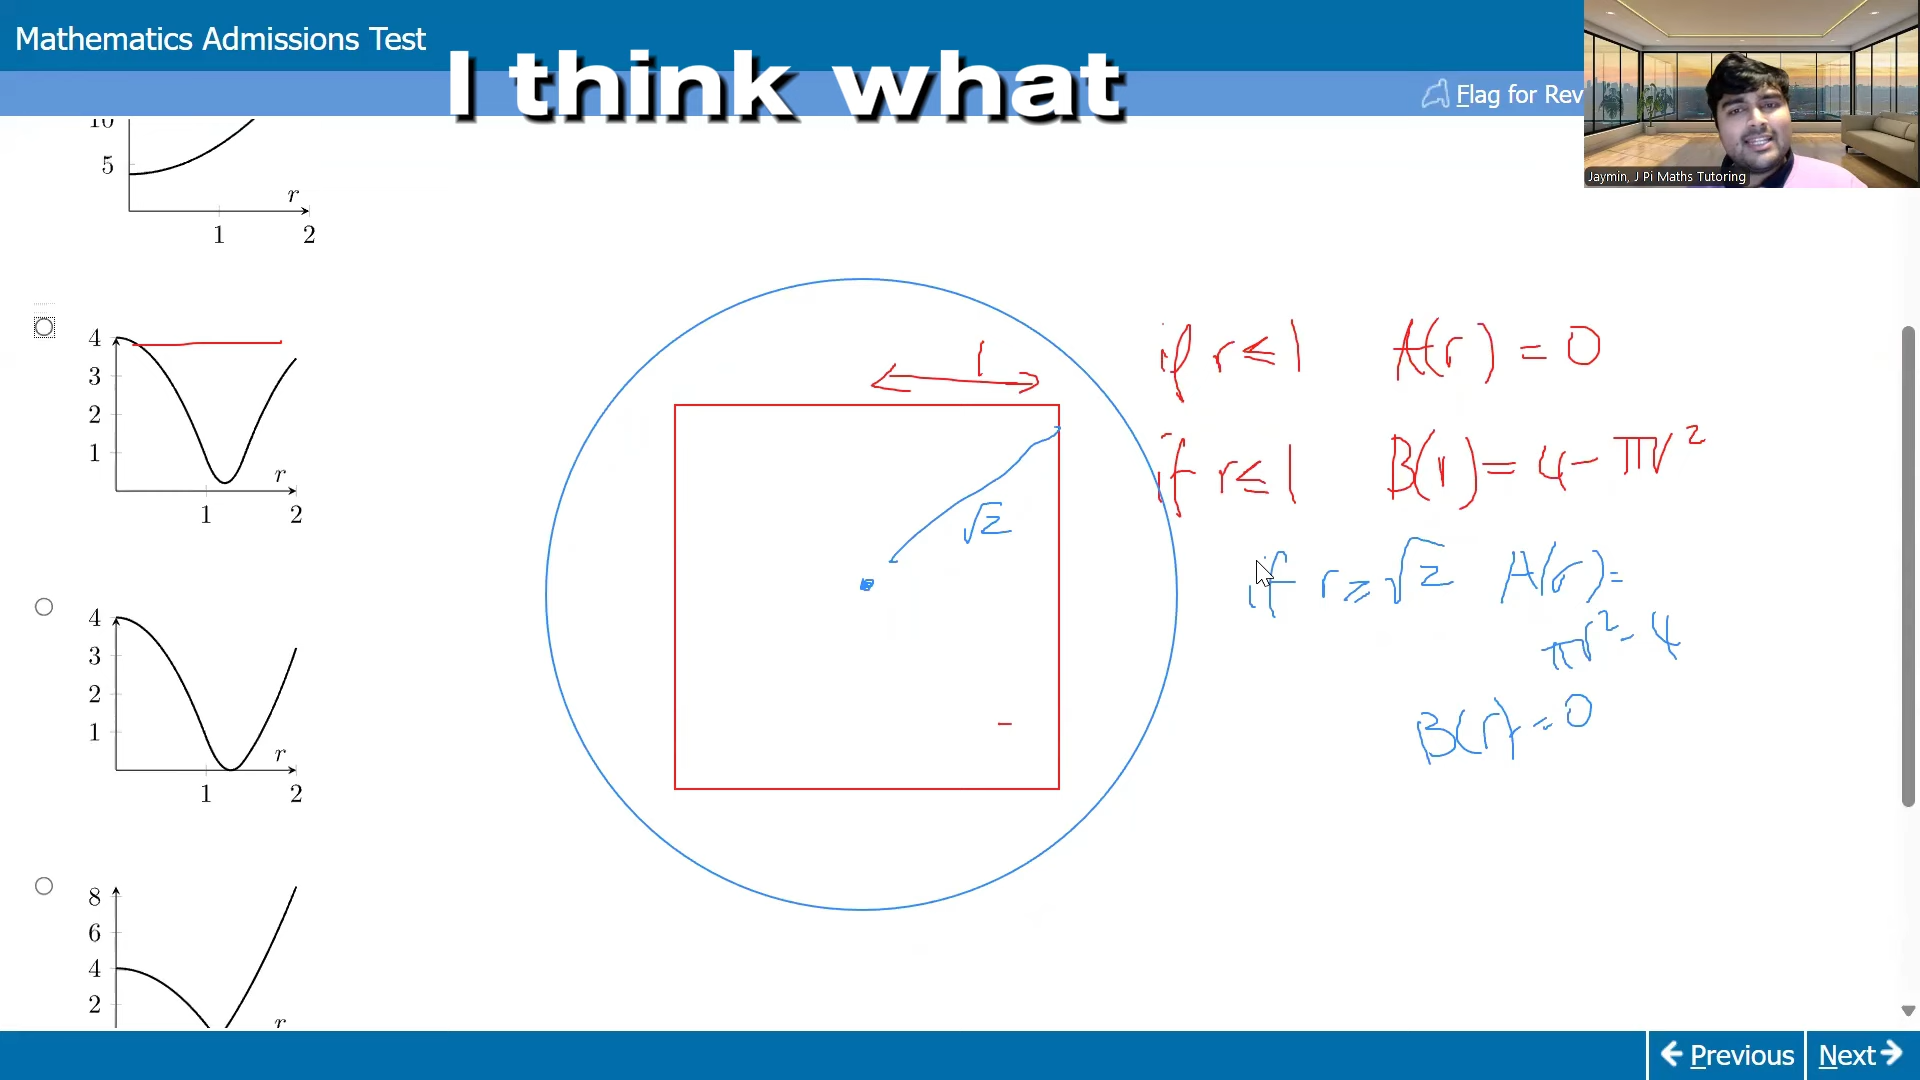 Mathematics Admissions Test
I think what
Flag for Rev
Jaymin, J Pi Maths Tutoring
10
5
r
1 2
4
3
2
1
r
1 2
4
3
2
1
r
1 2
8
6
4
2
r
1
√2
if r ≤ 1 A(r) = 0
if r ≤ 1 B(r) = 4 - πr²
if r ≥ √2 A(r) =
πr² - 4
B(r) = 0
Previous Next